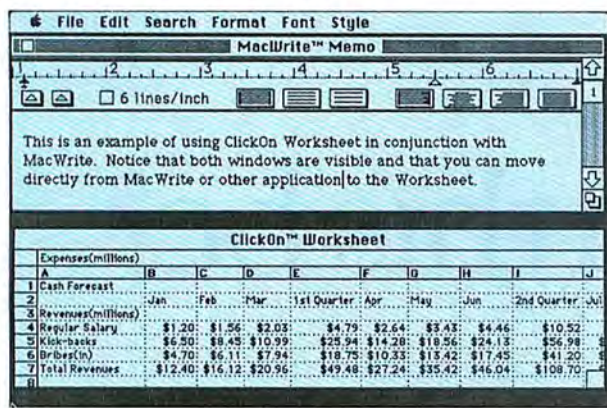 File Edit Search Format Font Style
MacWrite™ Memo
1 2 3 4 5 6
6 lines/inch
1
This is an example of using ClickOn Worksheet in conjunction with
MacWrite. Notice that both windows are visible and that you can move
directly from MacWrite or other application to the Worksheet.
ClickOn™ Worksheet
Expenses(millions)
A B C D E F G H I J
1 Cash Forecast
2 Jan Feb Mar 1st Quarter Apr May Jun 2nd Quarter Jul
3 Revenues(millions)
4 Regular Salary $1.20 $1.56 $2.03 $4.79 $2.64 $3.43 $4.46 $10.52
5 Kick-backs $6.50 $8.45 $10.99 $25.94 $14.28 $18.56 $24.13 $56.98 $
6 Bribes(in) $4.70 $6.11 $7.94 $18.75 $10.33 $13.42 $17.45 $41.20 $
7 Total Revenues $12.40 $16.12 $20.96 $49.48 $27.24 $35.42 $46.04 $108.70
8